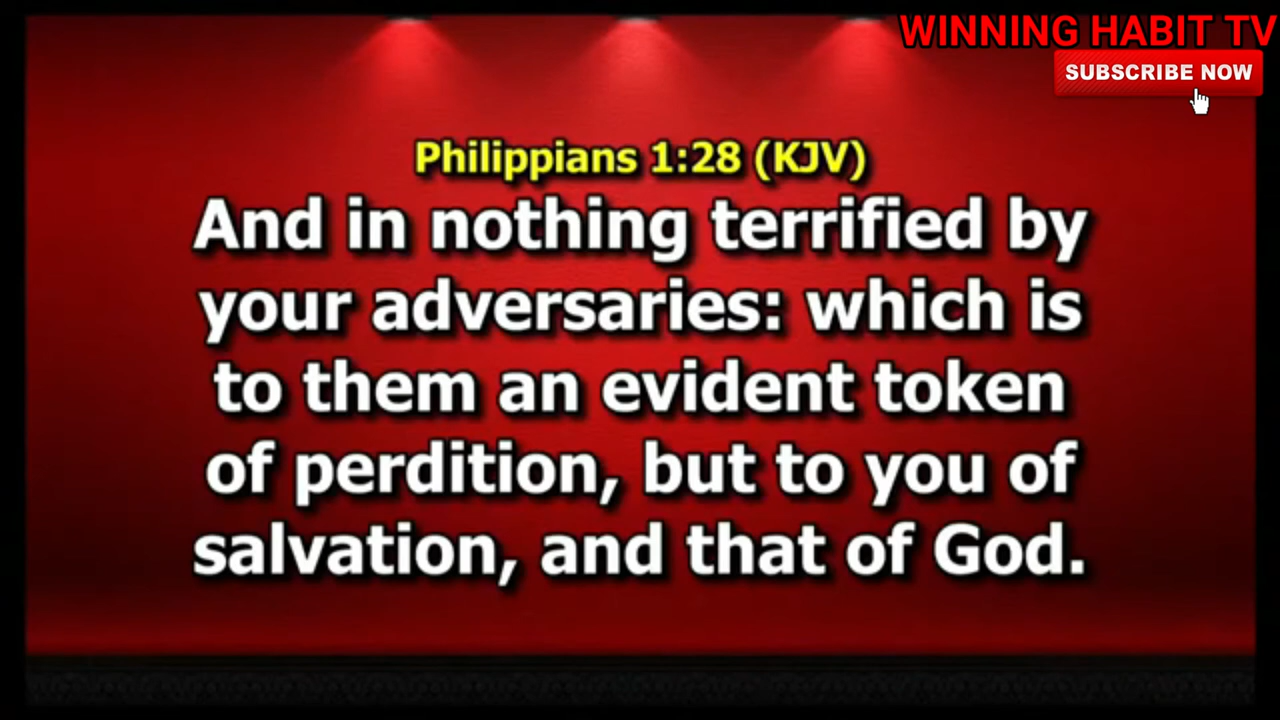 WINNING HABIT TV
SUBSCRIBE NOW
Philippians 1:28 (KJV)
And in nothing terrified by
your adversaries: which is
to them an evident token
of perdition, but to you of
salvation, and that of God.